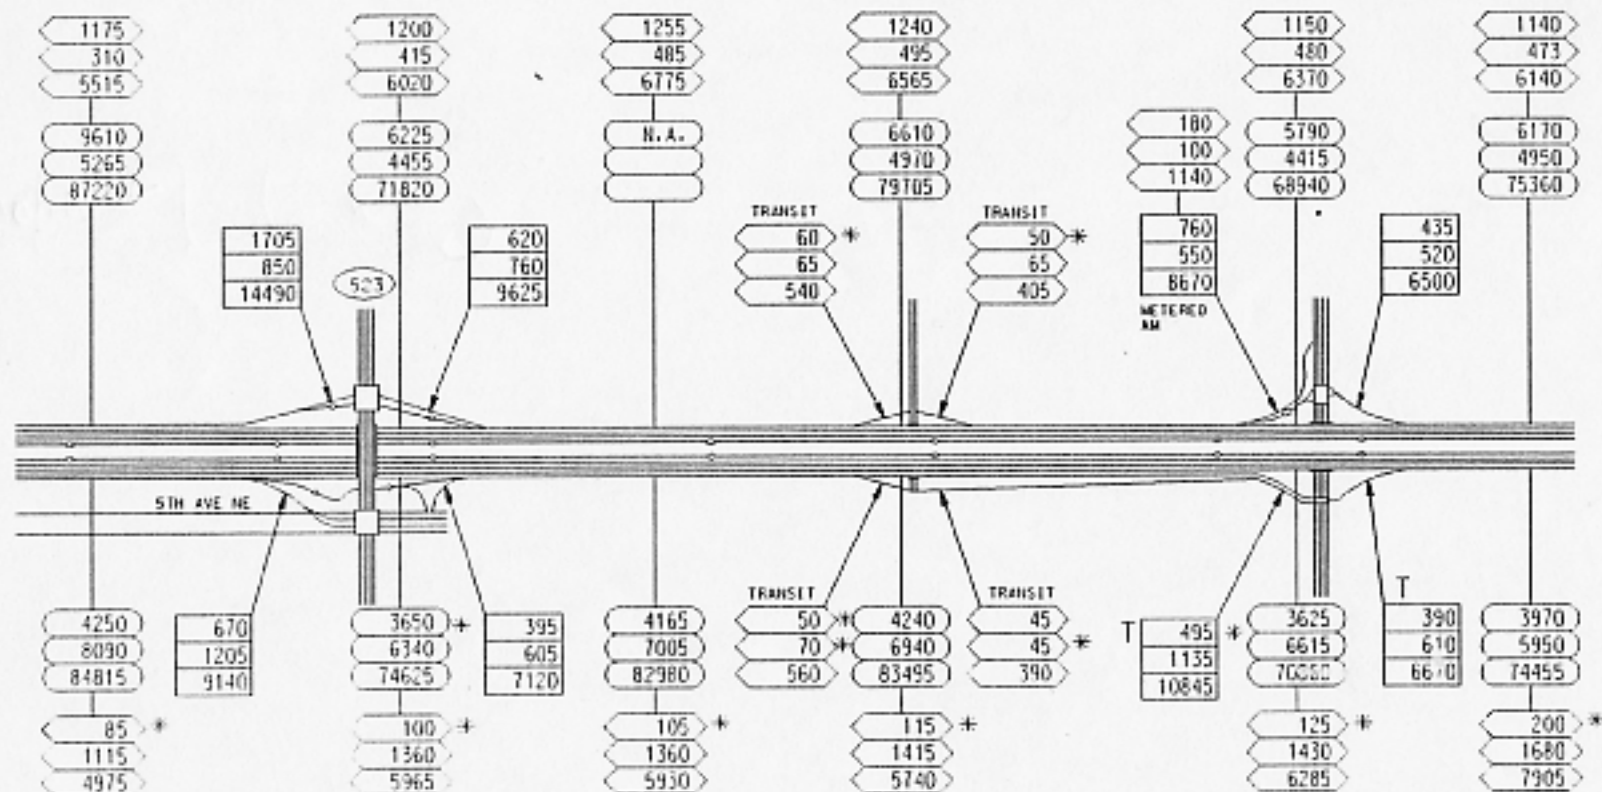 1175 1200 1255 1240 1150 1140
310 415 485 495 480 473
5515 6020 6775 6565 6370 6140
9610 6225 N.A. 6610 180 5790 6170
5265 4455 4970 100 4415 4950
87220 71820 79705 1140 68940 75360
TRANSIT TRANSIT
1705 620 60 * 50 * 760 435
850 760 65 65 550 520
14490 523 9625 540 405 8670 6500
METERED
AM
5TH AVE NE
TRANSIT TRANSIT T T
4250 670 3650 * 395 4165 50 * 4240 45 495 * 3625 390 3970
8090 1205 6340 605 7005 70 * 6940 45 * 1135 6615 610 5950
84815 9140 74625 7120 82980 560 83495 390 10845 74455
85 * 100 * 105 * 115 * 125 * 200 *
1115 1360 1360 1415 1430 1680
4975 5965 5930 5740 6285 7905